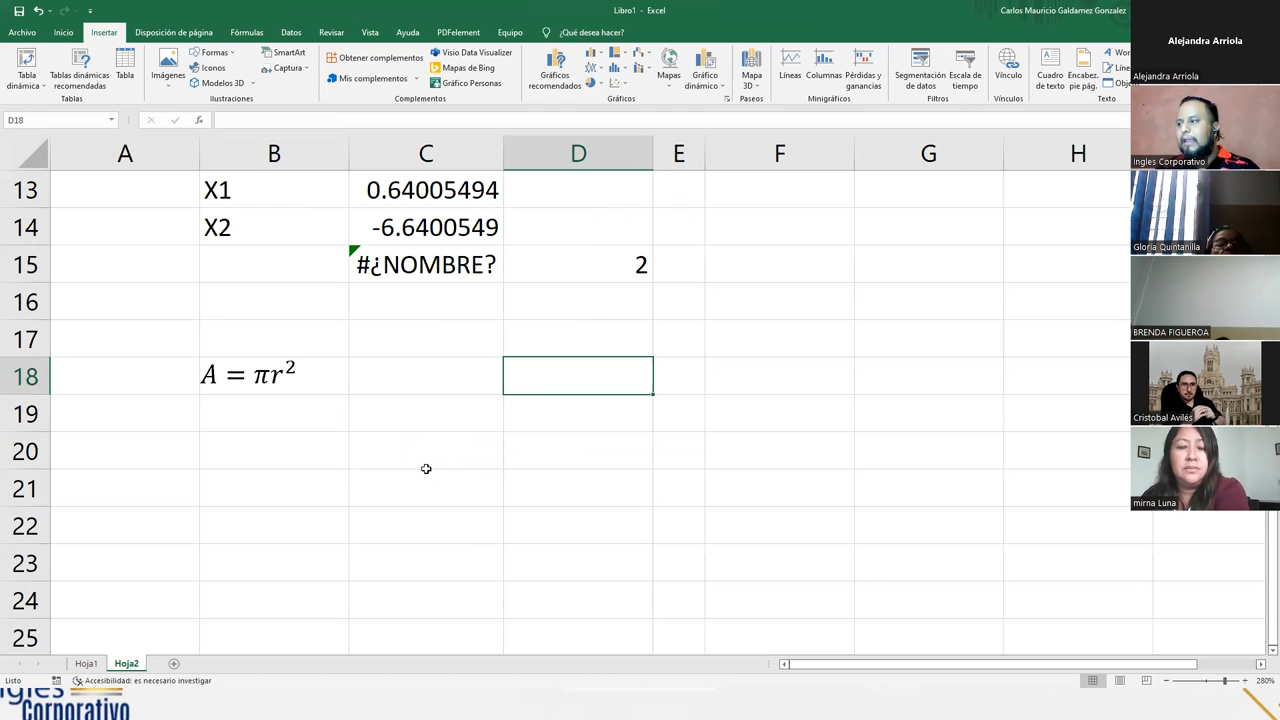 Libro1 - Excel
Carlos Mauricio Galdamez Gonzalez
Archivo Inicio Insertar Disposición de página Fórmulas Datos Revisar Vista Ayuda PDFelement Equipo ¿Qué desea hacer?
Tabla dinámica
Tablas dinámicas recomendadas
Tabla
Tablas
Imágenes
Formas
Iconos
Modelos 3D
SmartArt
Captura
Ilustraciones
Obtener complementos
Mis complementos
Visio Data Visualizer
Mapas de Bing
Gráfico Personas
Complementos
Gráficos recomendados
Mapas
Gráfico dinámico
Gráficos
Mapa 3D
Paseos
Líneas
Columnas
Pérdidas y ganancias
Minigráficos
Segmentación de datos
Escala de tiempo
Filtros
Vínculo
Vínculos
Cuadro de texto
Encabez. pie pág.
Texto
D18
fx
A B C D E F G H
13 X1 0.64005494
14 X2 -6.6400549
15 #¿NOMBRE? 2
16
17
18 A = πr²
19
20
21
22
23
24
25
Hoja1 Hoja2
Listo
Accesibilidad: es necesario investigar
280%
Ingles
Corporativo
Alejandra Arriola
Alejandra Arriola
Ingles Corporativo
Gloria Quintanilla
BRENDA FIGUEROA
Cristobal Avilés
mirna Luna